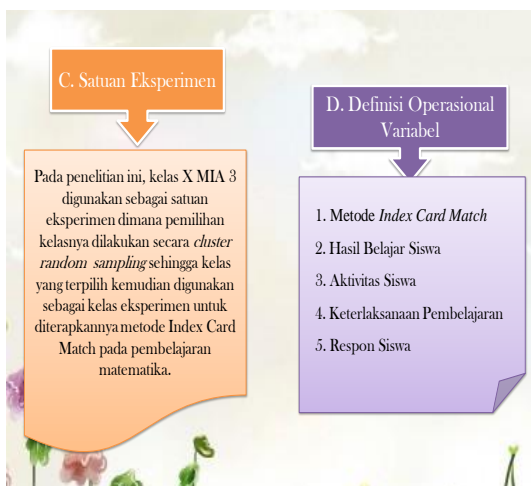 C. Satuan Eksperimen
Pada penelitian ini, kelas X MIA 3
digunakan sebagai satuan
eksperimen dimana pemilihan
kelasnya dilakukan secara cluster
random sampling sehingga kelas
yang terpilih kemudian digunakan
sebagai kelas eksperimen untuk
diterapkannya metode Index Card
Match pada pembelajaran
matematika.
D. Definisi Operasional
Variabel
1. Metode Index Card Match
2. Hasil Belajar Siswa
3. Aktivitas Siswa
4. Keterlaksanaan Pembelajaran
5. Respon Siswa